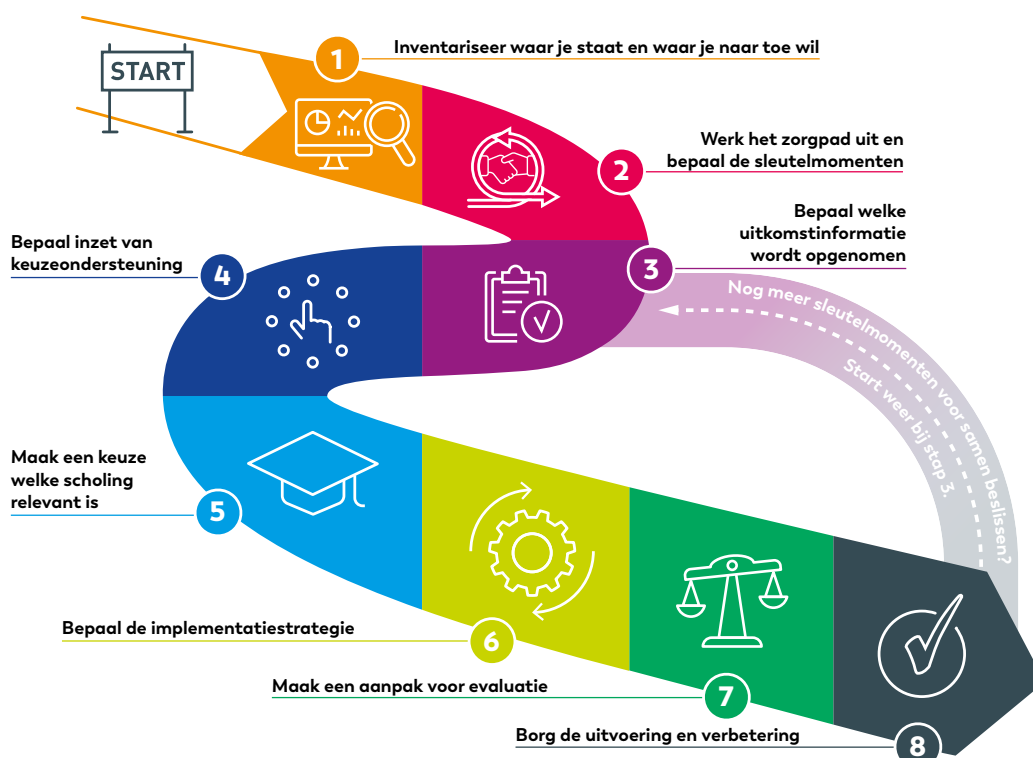 START
1
Inventariseer waar je staat en waar je naar toe wil
2
Werk het zorgpad uit en
bepaal de sleutelmomenten
3
Bepaal welke
uitkomstinformatie
wordt opgenomen
4
Bepaal inzet van
keuzeondersteuning
Nog meer sleutelmomenten voor samen beslissen?
Start weer bij stap 3.
5
Maak een keuze
welke scholing
relevant is
6
Bepaal de implementatiestrategie
7
Maak een aanpak voor evaluatie
8
Borg de uitvoering en verbetering